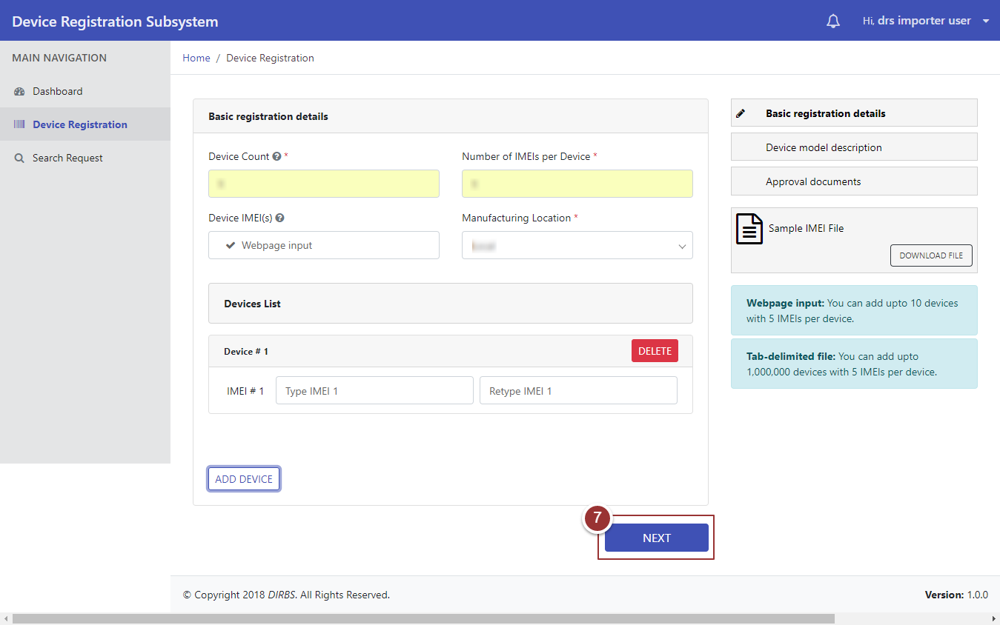 Device Registration Subsystem
Hi, drs importer user
MAIN NAVIGATION
Dashboard
Device Registration
Search Request
Home / Device Registration
Basic registration details
Device Count ? *
Number of IMEIs per Device *
Device IMEI(s) ?
Manufacturing Location *
Webpage input
Devices List
Device # 1
DELETE
IMEI # 1
Type IMEI 1
Retype IMEI 1
ADD DEVICE
7
NEXT
Basic registration details
Device model description
Approval documents
Sample IMEI File
DOWNLOAD FILE
Webpage input: You can add upto 10 devices
with 5 IMEIs per device.
Tab-delimited file: You can add upto
1,000,000 devices with 5 IMEIs per device.
© Copyright 2018 DIRBS. All Rights Reserved.
Version: 1.0.0